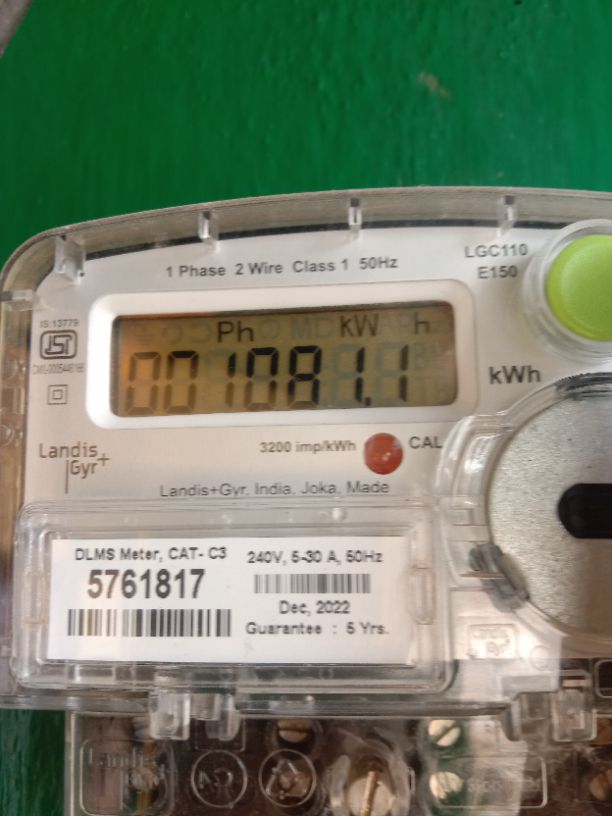 1 Phase 2 Wire Class 1 50Hz
LGC110
E150
IS:13779
ISI
Ph kW h
001081.1
kWh
Landis
Gyr+
3200 imp/kWh
CAL
Landis+Gyr, India, Joka, Made
DLMS Meter, CAT- C3
240V, 5-30 A, 50Hz
5761817
Dec, 2022
Guarantee : 5 Yrs.
Landis